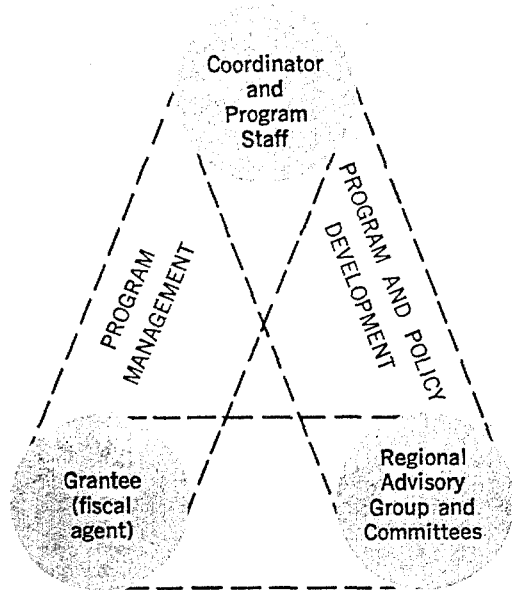 Coordinator
and
Program
Staff
PROGRAM
MANAGEMENT
PROGRAM AND POLICY
DEVELOPMENT
Grantee
(fiscal
agent)
Regional
Advisory
Group and
Committees